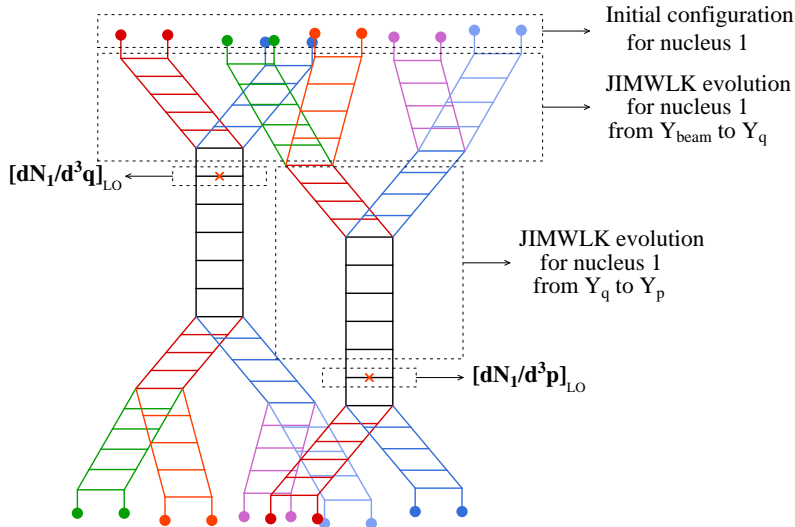 Initial configuration
for nucleus 1
JIMWLK evolution
for nucleus 1
from Y_beam to Y_q
[dN_1/d^3q]_LO
JIMWLK evolution
for nucleus 1
from Y_q to Y_p
[dN_1/d^3p]_LO